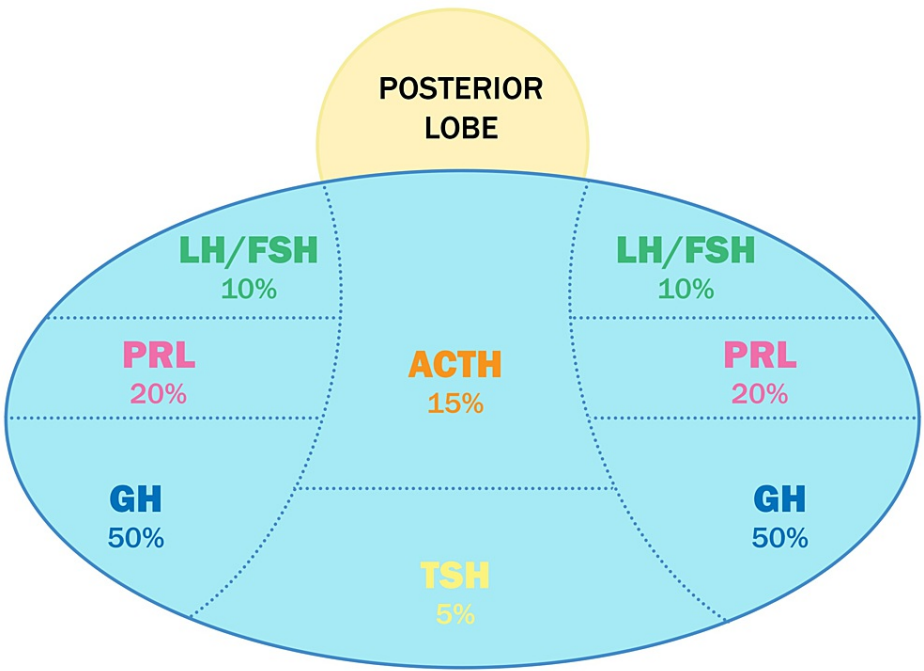 POSTERIOR
LOBE
LH/FSH
10%
LH/FSH
10%
PRL
20%
ACTH
15%
PRL
20%
GH
50%
GH
50%
TSH
5%